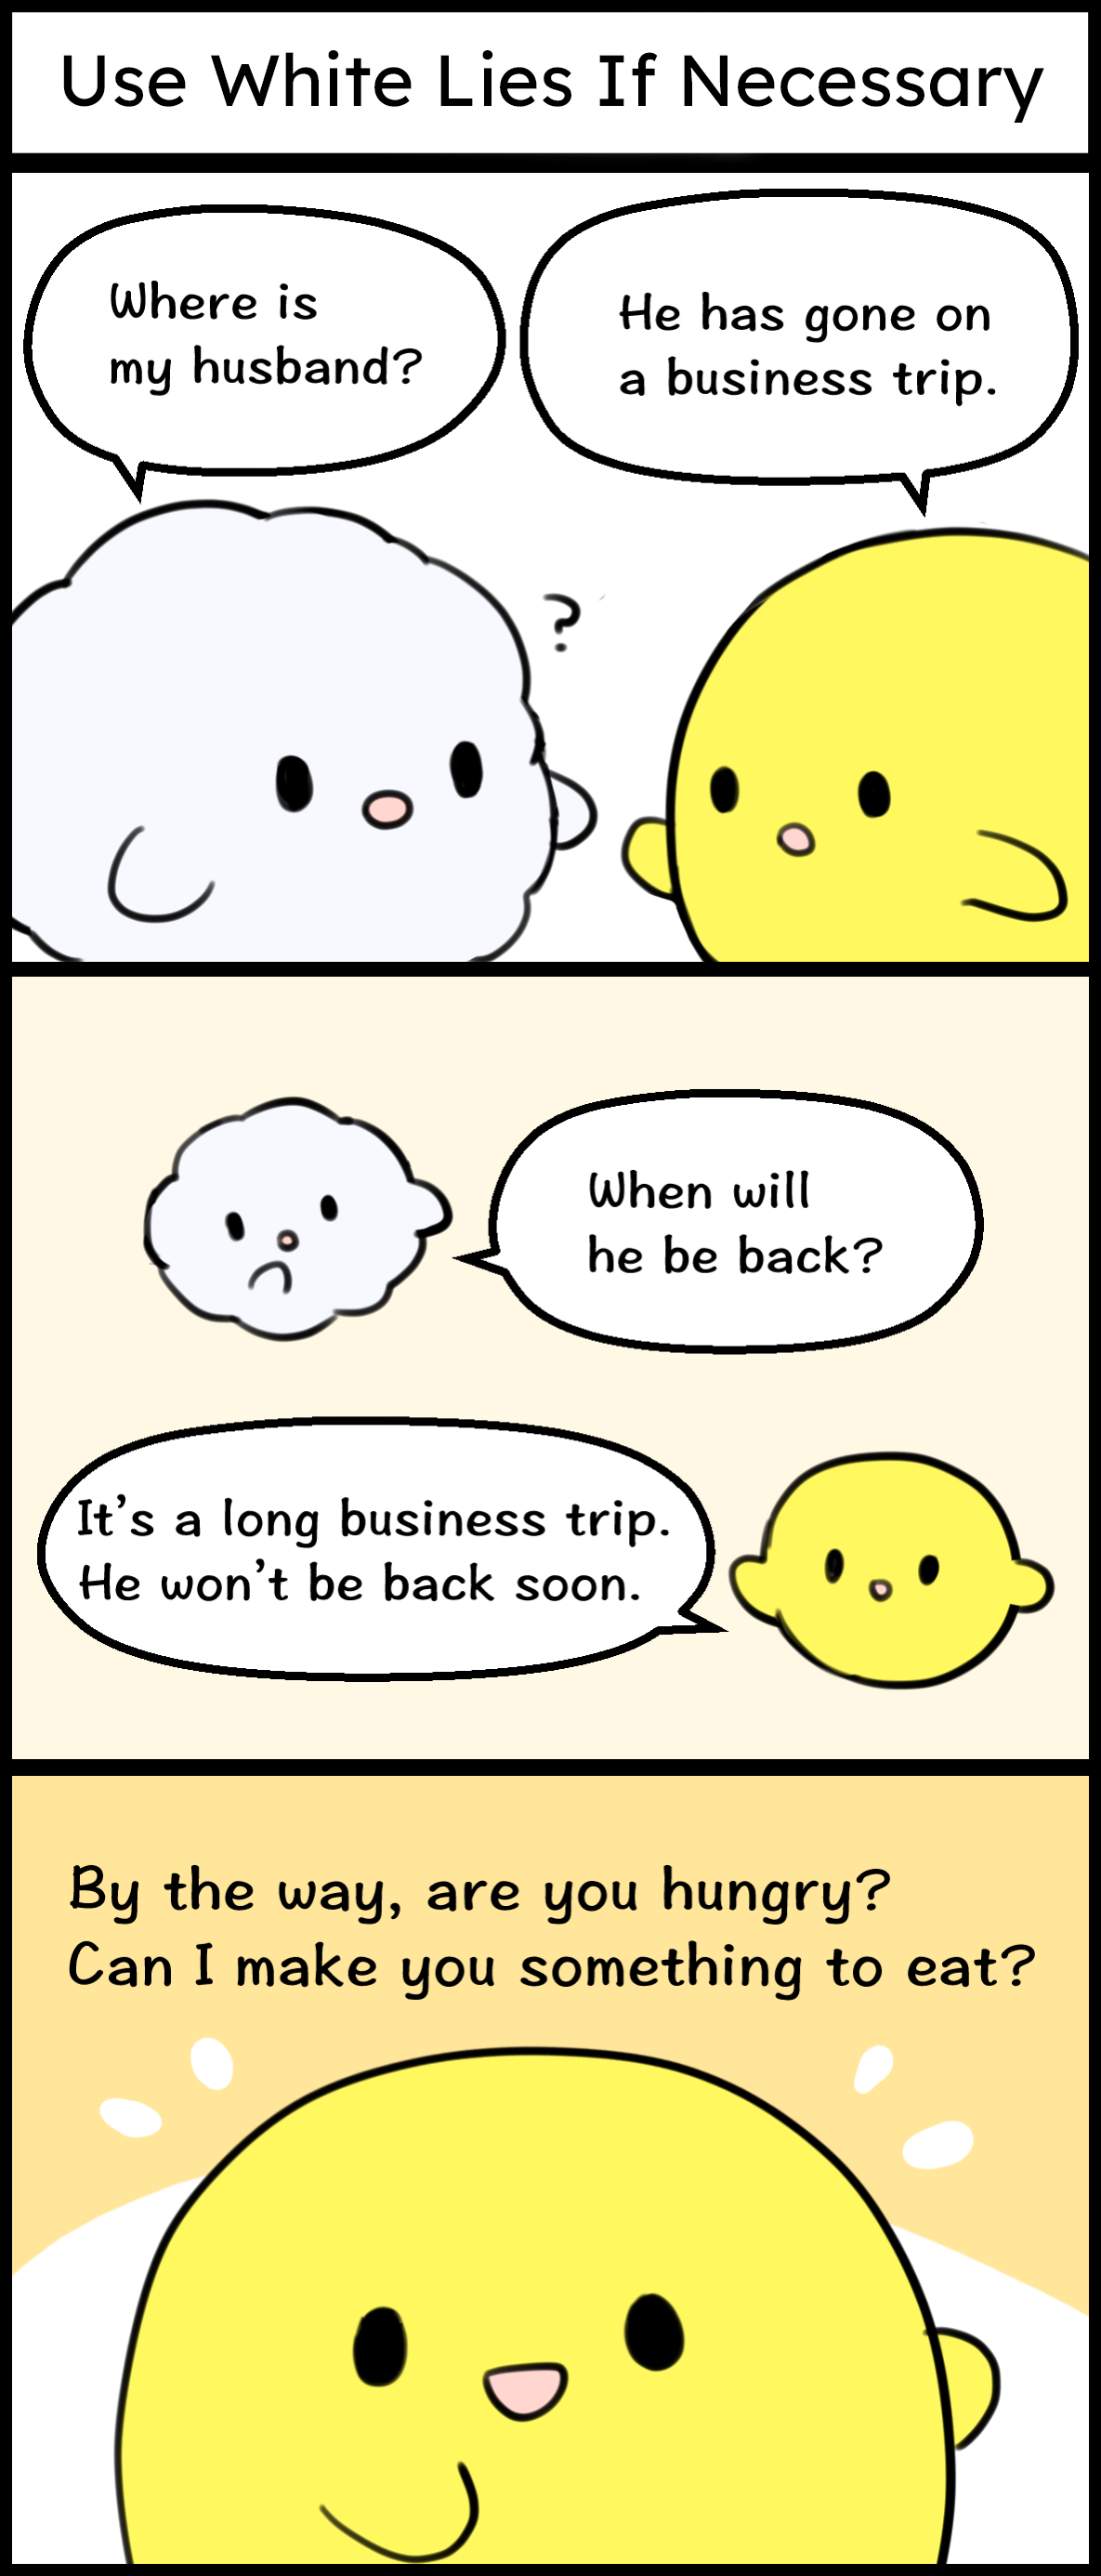 Use White Lies If Necessary
Where is
my husband?
He has gone on
a business trip.
?
When will
he be back?
It's a long business trip.
He won't be back soon.
By the way, are you hungry?
Can I make you something to eat?